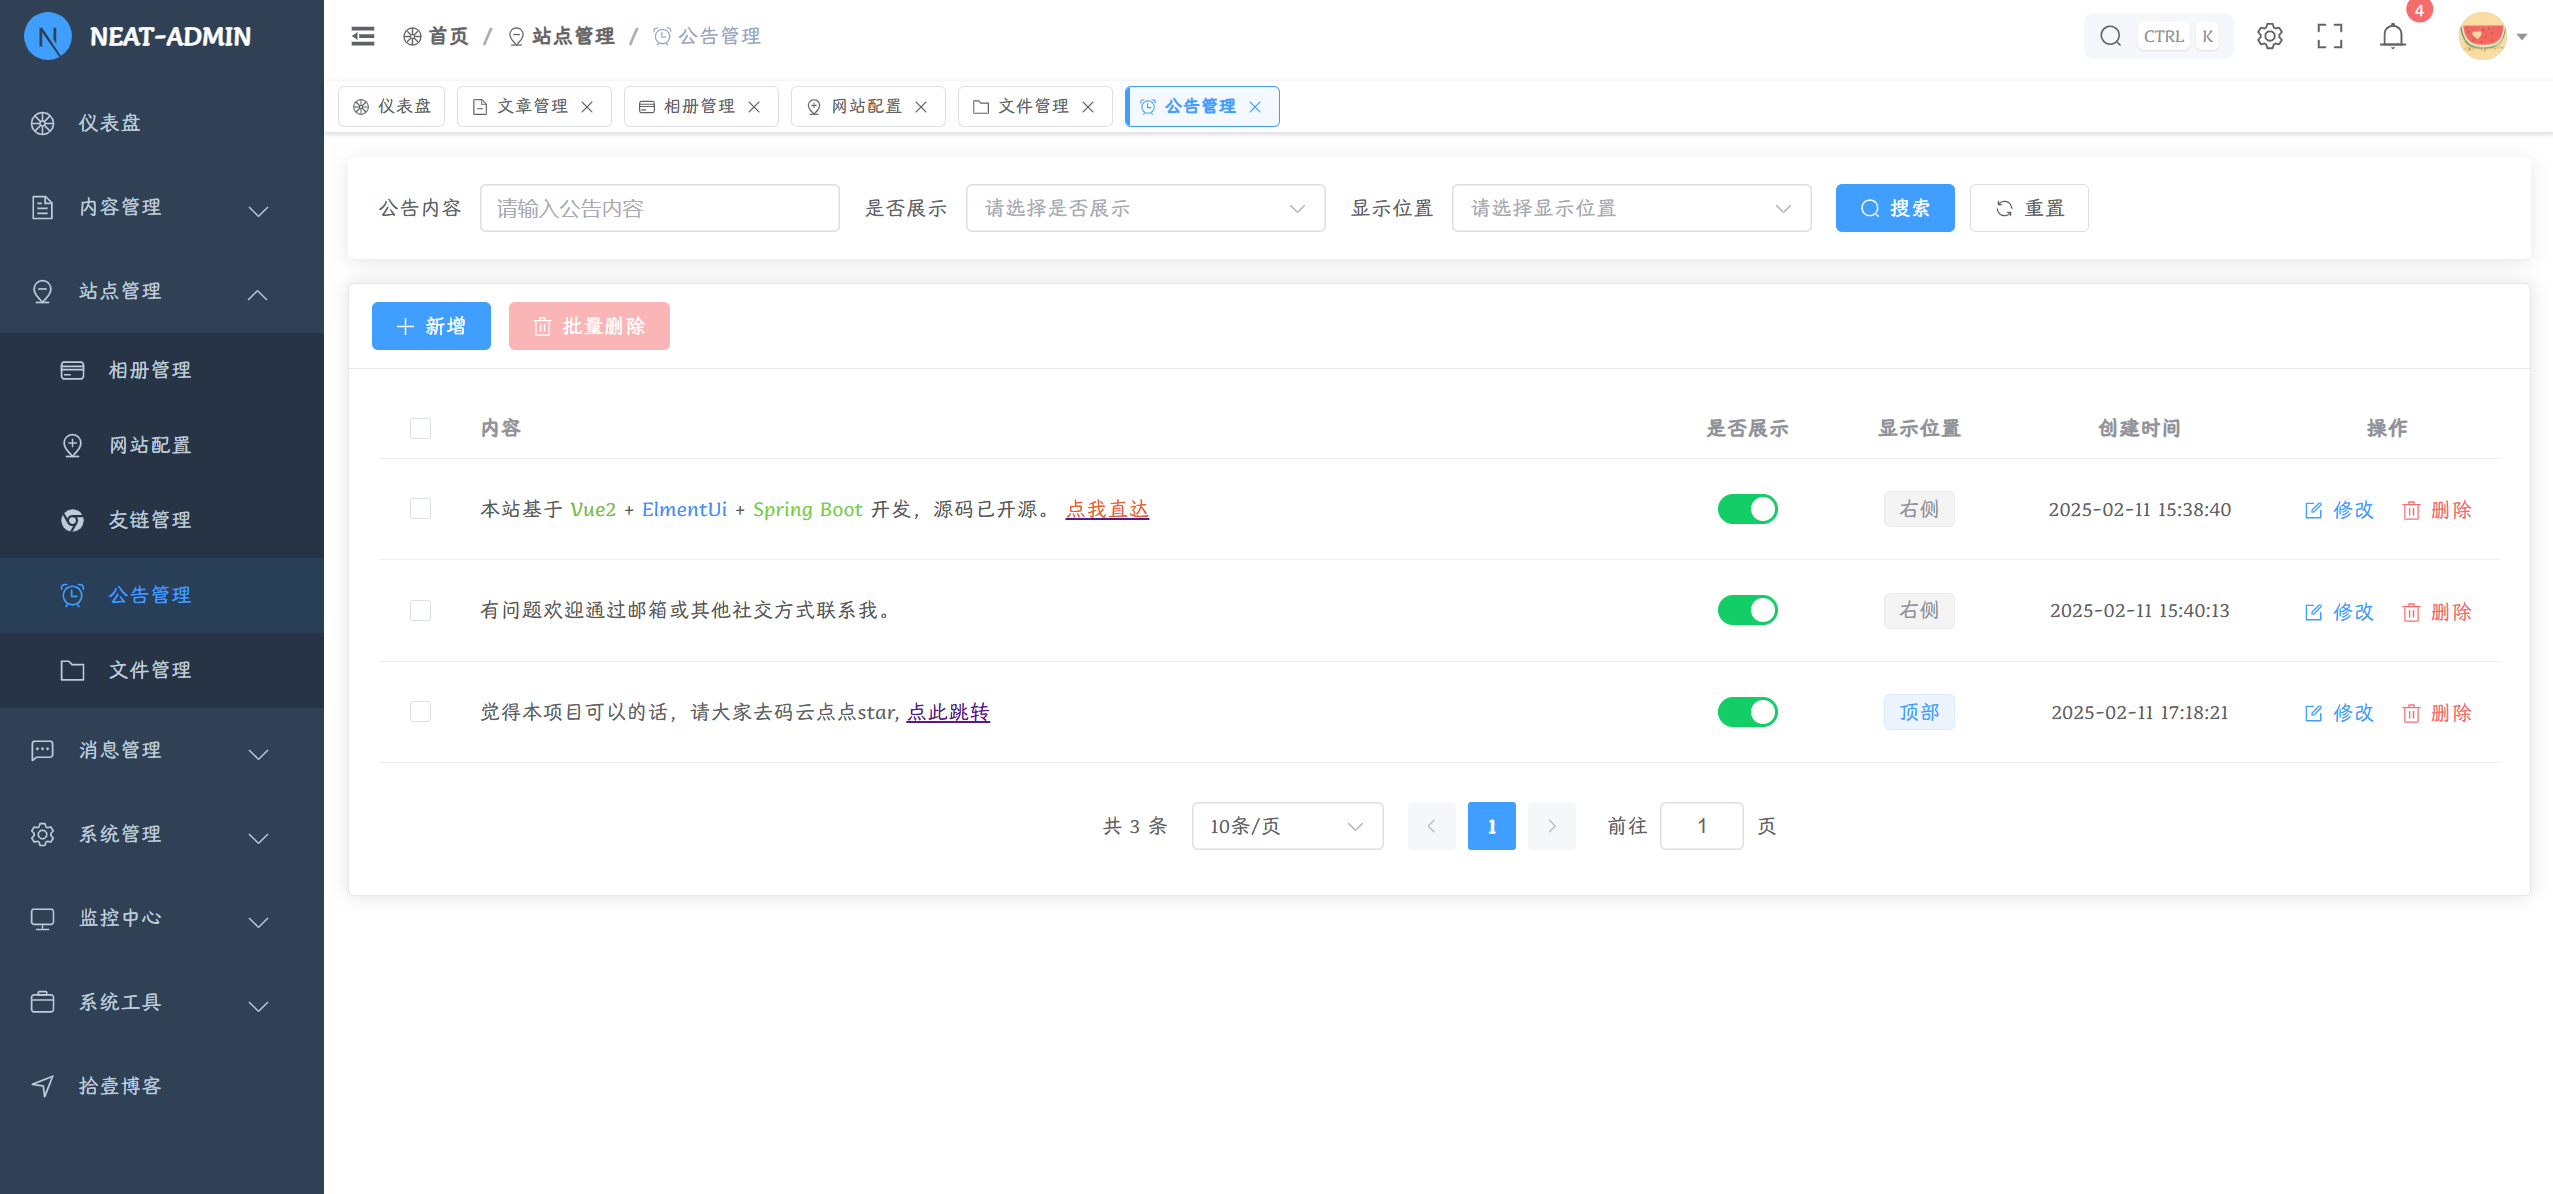 NEAT-ADMIN
仪表盘
内容管理
站点管理
相册管理
网站配置
友链管理
公告管理
文件管理
消息管理
系统管理
监控中心
系统工具
拾壹博客
首页 / 站点管理 / 公告管理
CTRL K
4
仪表盘 文章管理 相册管理 网站配置 文件管理 公告管理
公告内容 请输入公告内容 是否展示 请选择是否展示 显示位置 请选择显示位置 搜索 重置
新增 批量删除
内容 是否展示 显示位置 创建时间 操作
本站基于 Vue2 + ElmentUi + Spring Boot 开发，源码已开源。 点我直达 右侧 2025-02-11 15:38:40 修改 删除
有问题欢迎通过邮箱或其他社交方式联系我。 右侧 2025-02-11 15:40:13 修改 删除
觉得本项目可以的话，请大家去码云点点star, 点此跳转 顶部 2025-02-11 17:18:21 修改 删除
共 3 条 10条/页 1 前往 1 页